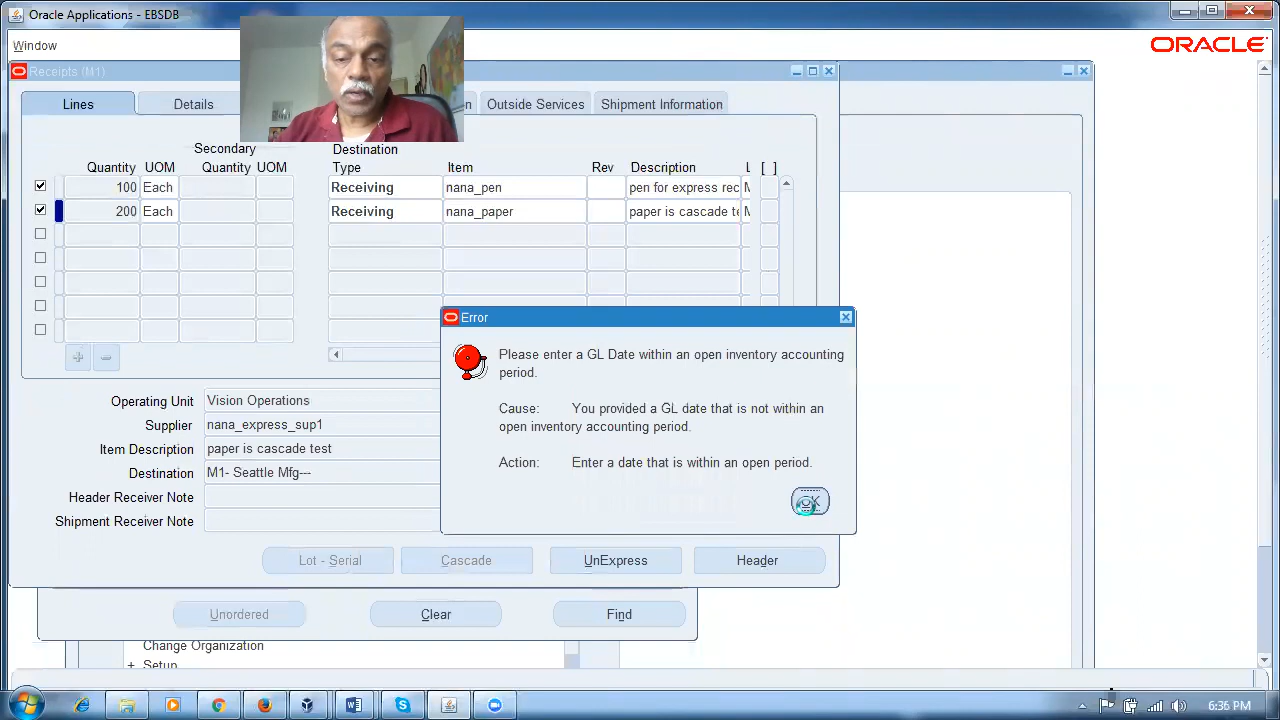 Oracle Applications - EBSDB
Window
ORACLE
Receipts (M1)
Lines
Details
Outside Services
Shipment Information
Secondary
Destination
Quantity UOM Quantity UOM Type Item Rev Description [ ]
100 Each Receiving nana_pen pen for express rec
200 Each Receiving nana_paper paper is cascade te
Error
Please enter a GL Date within an open inventory accounting
period.
Cause: You provided a GL date that is not within an
open inventory accounting period.
Action: Enter a date that is within an open period.
OK
Operating Unit Vision Operations
Supplier nana_express_sup1
Item Description paper is cascade test
Destination M1- Seattle Mfg---
Header Receiver Note
Shipment Receiver Note
Lot - Serial
Cascade
UnExpress
Header
Unordered
Clear
Find
Change Organization
+ Setup
6:36 PM